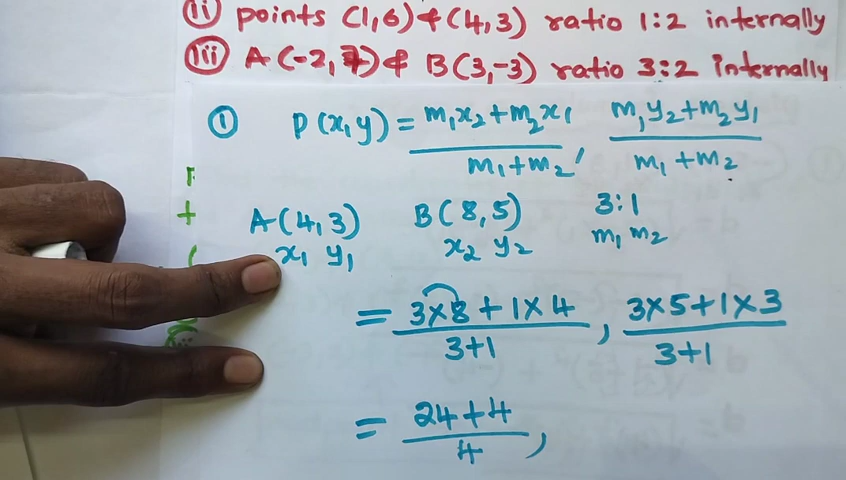 (ii) points (1,6) & (4,3) ratio 1:2 internally
(iii) A (-2,7) & B(3,-3) ratio 3:2 internally
① P(x,y) = m₁x₂+m₂x₁ / m₁+m₂ , m₁y₂+m₂y₁ / m₁+m₂
A(4,3) B(8,5) 3:1
x₁ y₁ x₂ y₂ m₁ m₂
= 3×8+1×4 / 3+1 , 3×5+1×3 / 3+1
= 24+4 / 4 ,